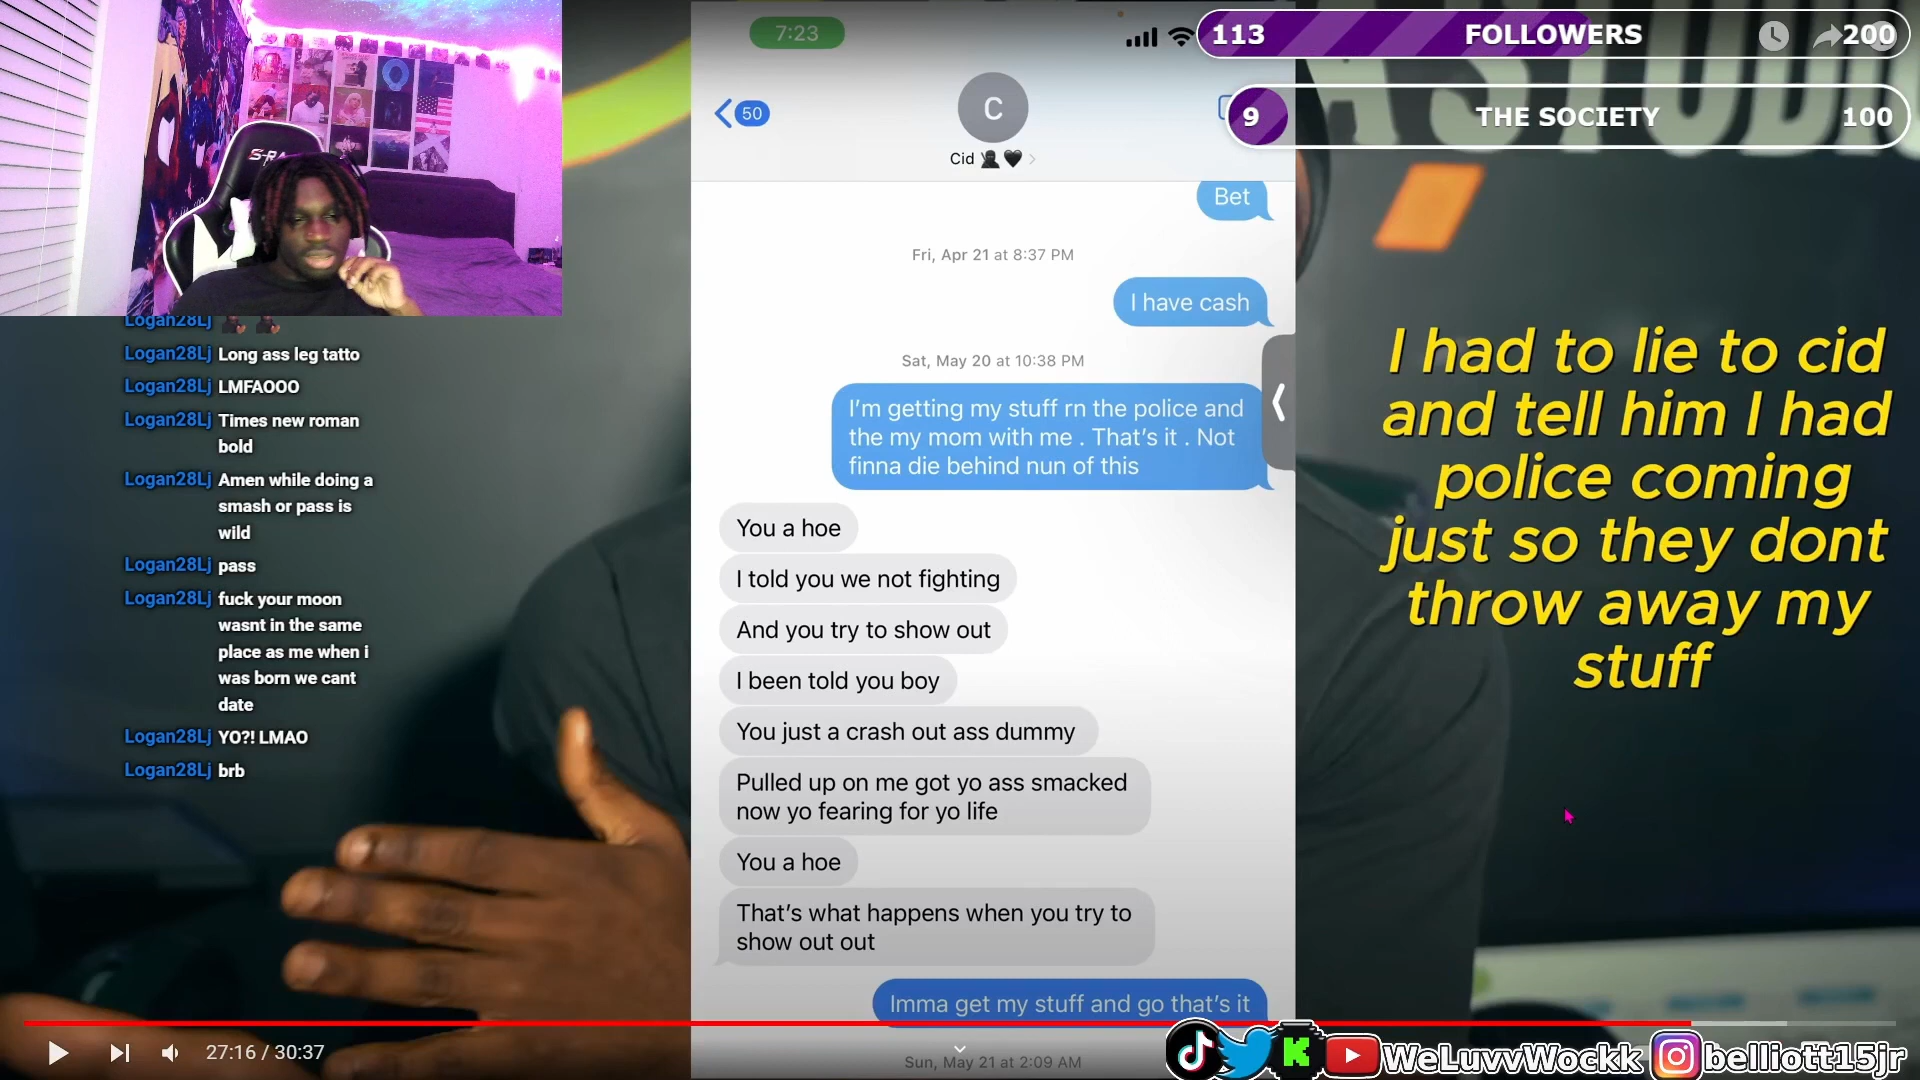 7:23
113 FOLLOWERS 200
9 THE SOCIETY 100
50
C
Cid
Bet
Fri, Apr 21 at 8:37 PM
I have cash
Sat, May 20 at 10:38 PM
I'm getting my stuff rn the police and
the my mom with me . That's it . Not
finna die behind nun of this
You a hoe
I told you we not fighting
And you try to show out
I been told you boy
You just a crash out ass dummy
Pulled up on me got yo ass smacked
now yo fearing for yo life
You a hoe
That's what happens when you try to
show out out
Imma get my stuff and go that's it
Sun, May 21 at 2:09 AM
Logan28Lj
Logan28Lj Long ass leg tatto
Logan28Lj LMFAOOO
Logan28Lj Times new roman
bold
Logan28Lj Amen while doing a
smash or pass is
wild
Logan28Lj pass
Logan28Lj fuck your moon
wasnt in the same
place as me when i
was born we cant
date
Logan28Lj YO?! LMAO
Logan28Lj brb
I had to lie to cid
and tell him I had
police coming
just so they dont
throw away my
stuff
27:16 / 30:37
K
WeLuvvWockk
belliott15jr